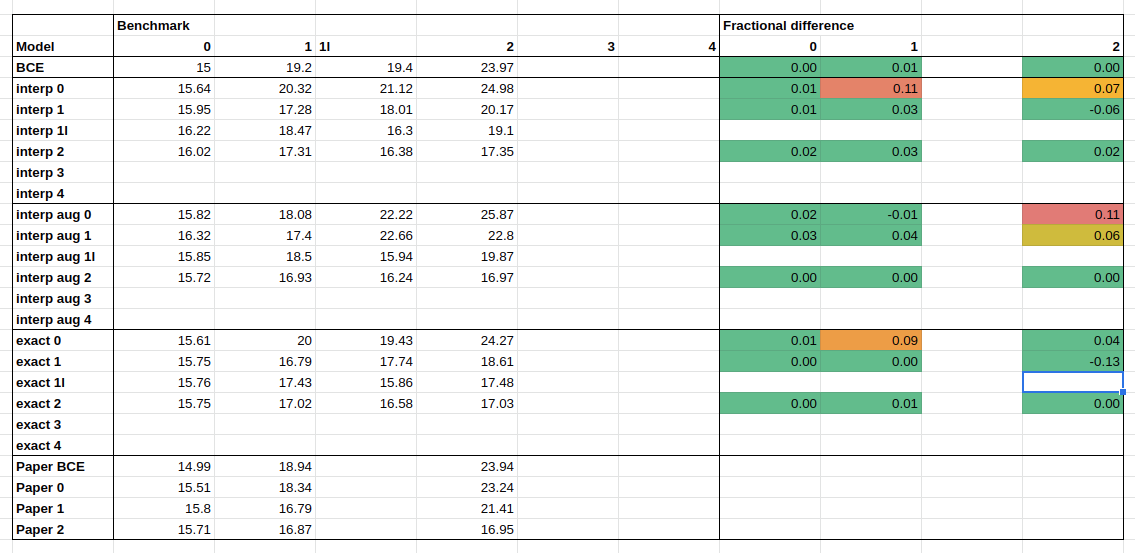 Benchmark Fractional difference
Model 0 1 1l 2 3 4 0 1 2
BCE 15 19.2 19.4 23.97 0.00 0.01 0.00
interp 0 15.64 20.32 21.12 24.98 0.01 0.11 0.07
interp 1 15.95 17.28 18.01 20.17 0.01 0.03 -0.06
interp 1l 16.22 18.47 16.3 19.1
interp 2 16.02 17.31 16.38 17.35 0.02 0.03 0.02
interp 3
interp 4
interp aug 0 15.82 18.08 22.22 25.87 0.02 -0.01 0.11
interp aug 1 16.32 17.4 22.66 22.8 0.03 0.04 0.06
interp aug 1l 15.85 18.5 15.94 19.87
interp aug 2 15.72 16.93 16.24 16.97 0.00 0.00 0.00
interp aug 3
interp aug 4
exact 0 15.61 20 19.43 24.27 0.01 0.09 0.04
exact 1 15.75 16.79 17.74 18.61 0.00 0.00 -0.13
exact 1l 15.76 17.43 15.86 17.48
exact 2 15.75 17.02 16.58 17.03 0.00 0.01 0.00
exact 3
exact 4
Paper BCE 14.99 18.94 23.94
Paper 0 15.51 18.34 23.24
Paper 1 15.8 16.79 21.41
Paper 2 15.71 16.87 16.95